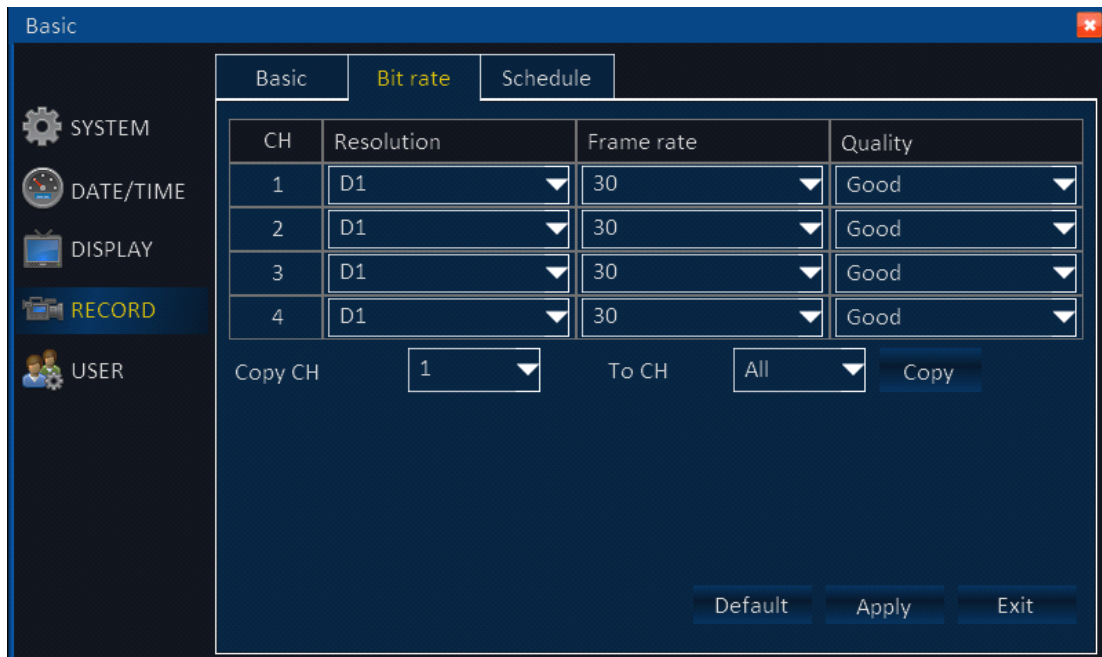 Basic
Basic Bit rate Schedule
SYSTEM
DATE/TIME
DISPLAY
RECORD
USER
CH Resolution Frame rate Quality
1 D1 30 Good
2 D1 30 Good
3 D1 30 Good
4 D1 30 Good
Copy CH 1 To CH All Copy
Default Apply Exit